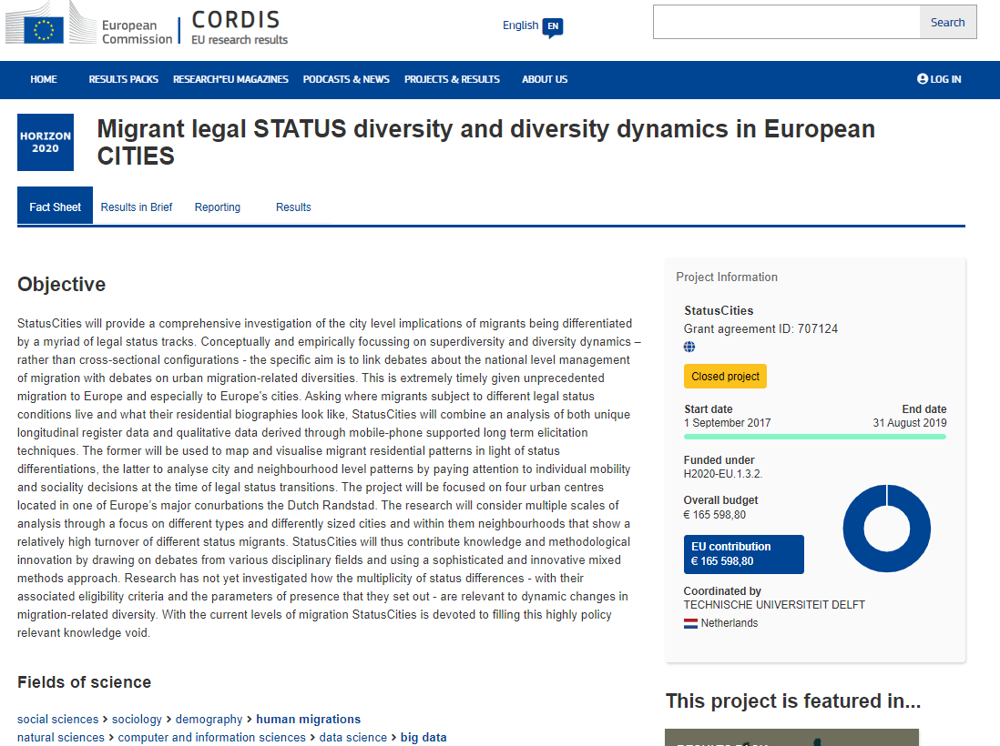 European
Commission
CORDIS
EU research results
English EN
Search
HOME RESULTS PACKS RESEARCH*EU MAGAZINES PODCASTS & NEWS PROJECTS & RESULTS ABOUT US LOG IN
HORIZON
2020
Migrant legal STATUS diversity and diversity dynamics in European
CITIES
Fact Sheet Results in Brief Reporting Results
Objective
StatusCities will provide a comprehensive investigation of the city level implications of migrants being differentiated
by a myriad of legal status tracks. Conceptually and empirically focussing on superdiversity and diversity dynamics –
rather than cross-sectional configurations - the specific aim is to link debates about the national level management
of migration with debates on urban migration-related diversities. This is extremely timely given unprecedented
migration to Europe and especially to Europe's cities. Asking where migrants subject to different legal status
conditions live and what their residential biographies look like, StatusCities will combine an analysis of both unique
longitudinal register data and qualitative data derived through mobile-phone supported long term elicitation
techniques. The former will be used to map and visualise migrant residential patterns in light of status
differentiations, the latter to analyse city and neighbourhood level patterns by paying attention to individual mobility
and sociality decisions at the time of legal status transitions. The project will be focused on four urban centres
located in one of Europe's major conurbations the Dutch Randstad. The research will consider multiple scales of
analysis through a focus on different types and differently sized cities and within them neighbourhoods that show a
relatively high turnover of different status migrants. StatusCities will thus contribute knowledge and methodological
innovation by drawing on debates from various disciplinary fields and using a sophisticated and innovative mixed
methods approach. Research has not yet investigated how the multiplicity of status differences - with their
associated eligibility criteria and the parameters of presence that they set out - are relevant to dynamic changes in
migration-related diversity. With the current levels of migration StatusCities is devoted to filling this highly policy
relevant knowledge void.
Fields of science
social sciences > sociology > demography > human migrations
natural sciences > computer and information sciences > data science > big data
Project Information
StatusCities
Grant agreement ID: 707124
Closed project
Start date End date
1 September 2017 31 August 2019
Funded under
H2020-EU.1.3.2.
Overall budget
€ 165 598,80
EU contribution
€ 165 598,80
Coordinated by
TECHNISCHE UNIVERSITEIT DELFT
Netherlands
This project is featured in...